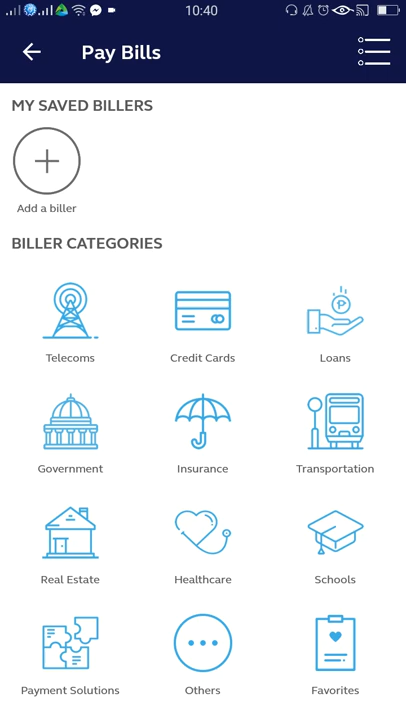 10:40
Pay Bills
MY SAVED BILLERS
Add a biller
BILLER CATEGORIES
Telecoms
Credit Cards
Loans
Government
Insurance
Transportation
Real Estate
Healthcare
Schools
Payment Solutions
Others
Favorites